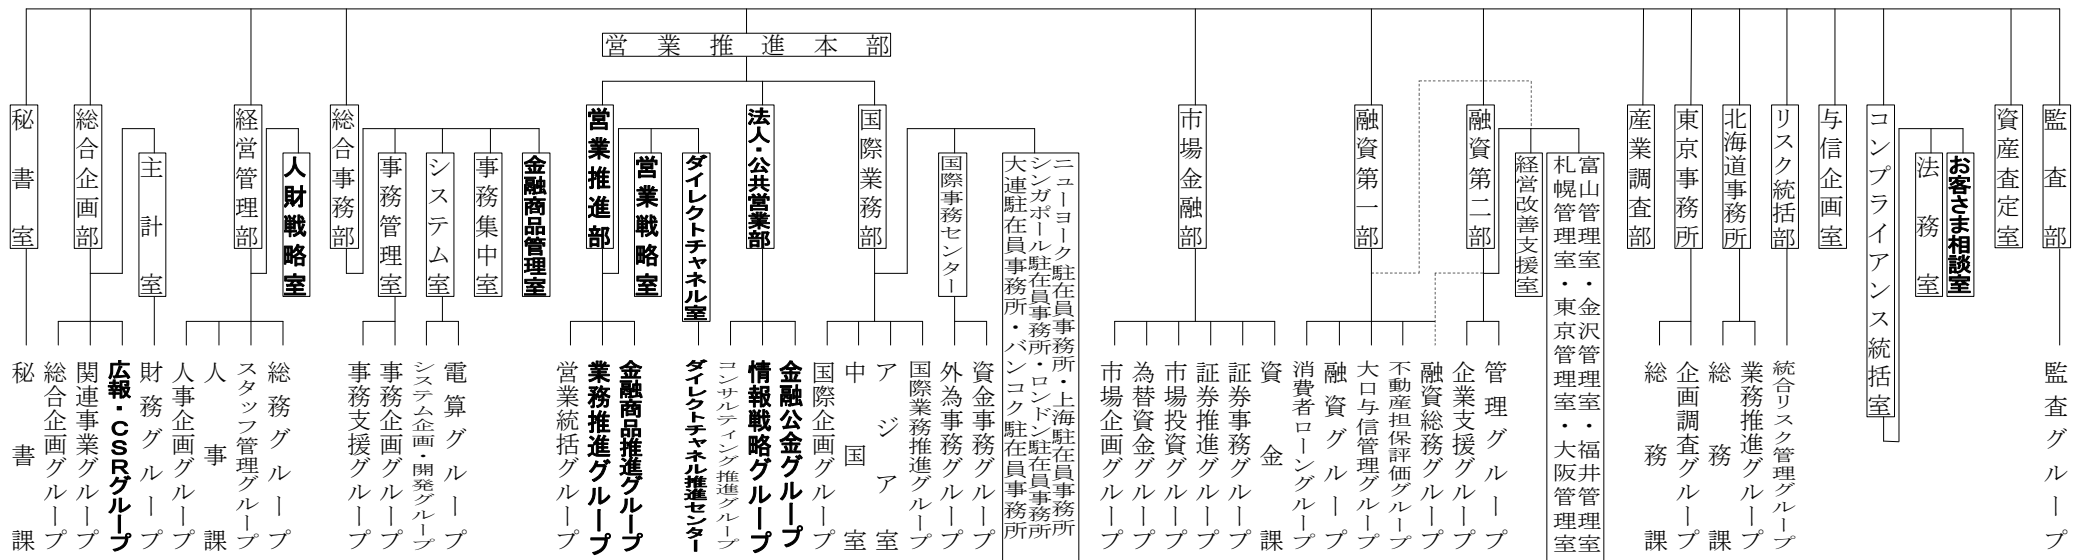 営業推進本部
秘書室
総合企画部
主計室
経営管理部
人財戦略室
総合事務部
事務管理室
システム室
事務集中室
金融商品管理室
営業推進部
営業戦略室
ダイレクトチャネル室
法人・公共営業部
国際業務部
国際事務センター
ニューヨーク駐在員事務所・上海駐在員事務所
シンガポール駐在員事務所・ロンドン駐在員事務所
大連駐在員事務所・バンコク駐在員事務所
市場金融部
融資第一部
融資第二部
経営改善支援室
富山管理室・金沢管理室・福井管理室
札幌管理室・東京管理室・大阪管理室
産業調査部
東京事務所
北海道事務所
リスク統括部
与信企画室
コンプライアンス統括室
法務室
お客さま相談室
資産査定室
監査部
秘書課
総合企画グループ
関連事業グループ
広報・CSRグループ
財務グループ
人事企画グループ
人事課
スタッフ管理グループ
総務グループ
事務支援グループ
事務企画グループ
システム企画・開発グループ
電算グループ
営業統括グループ
業務推進グループ
金融商品推進グループ
ダイレクトチャネル推進センター
コンサルティング推進グループ
情報戦略グループ
金融公金グループ
国際企画グループ
中国室
アジア室
国際業務推進グループ
外為事務グループ
資金事務グループ
市場企画グループ
為替資金グループ
市場投資グループ
証券推進グループ
証券事務グループ
資金課
消費者ローングループ
融資グループ
大口与信管理グループ
不動産担保評価グループ
融資総務グループ
企業支援グループ
管理グループ
総務課
企画調査グループ
総務課
業務推進グループ
統合リスク管理グループ
監査グループ